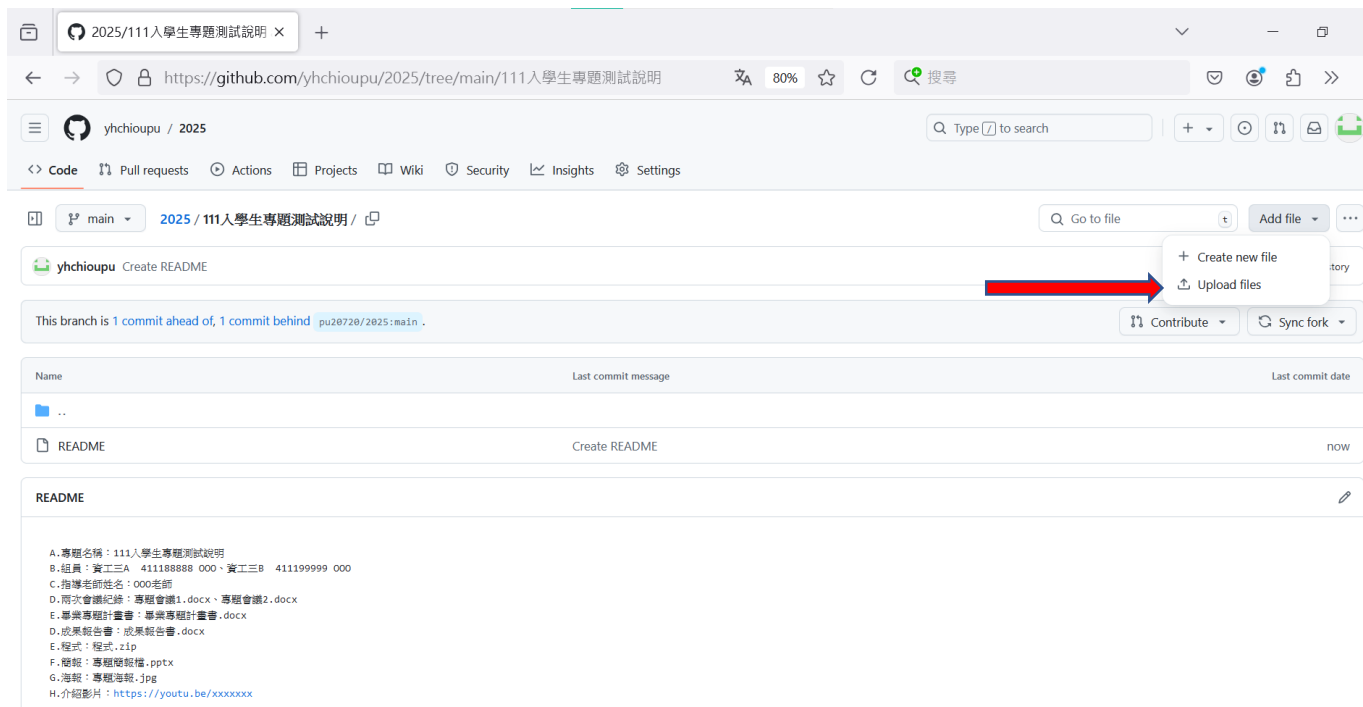 2025/111入學生專題測試說明
https://github.com/yhchioupu/2025/tree/main/111入學生專題測試說明
80%
搜尋
yhchioupu / 2025
Type / to search
Code
Pull requests
Actions
Projects
Wiki
Security
Insights
Settings
main
2025 / 111入學生專題測試說明 /
Go to file
t
Add file
Create new file
Upload files
yhchioupu Create README
tory
This branch is 1 commit ahead of, 1 commit behind pu20720/2025:main .
Contribute
Sync fork
Name
Last commit message
Last commit date
..
README
Create README
now
README
A.專題名稱：111入學生專題測試說明
B.組員：資工三A 411188888 OOO、資工三B 411199999 OOO
C.指導老師姓名：OOO老師
D.兩次會議紀錄：專題會議1.docx、專題會議2.docx
E.畢業專題計畫書：畢業專題計畫書.docx
D.成果報告書：成果報告書.docx
E.程式：程式.zip
F.簡報：專題簡報檔.pptx
G.海報：專題海報.jpg
H.介紹影片：https://youtu.be/xxxxxxx